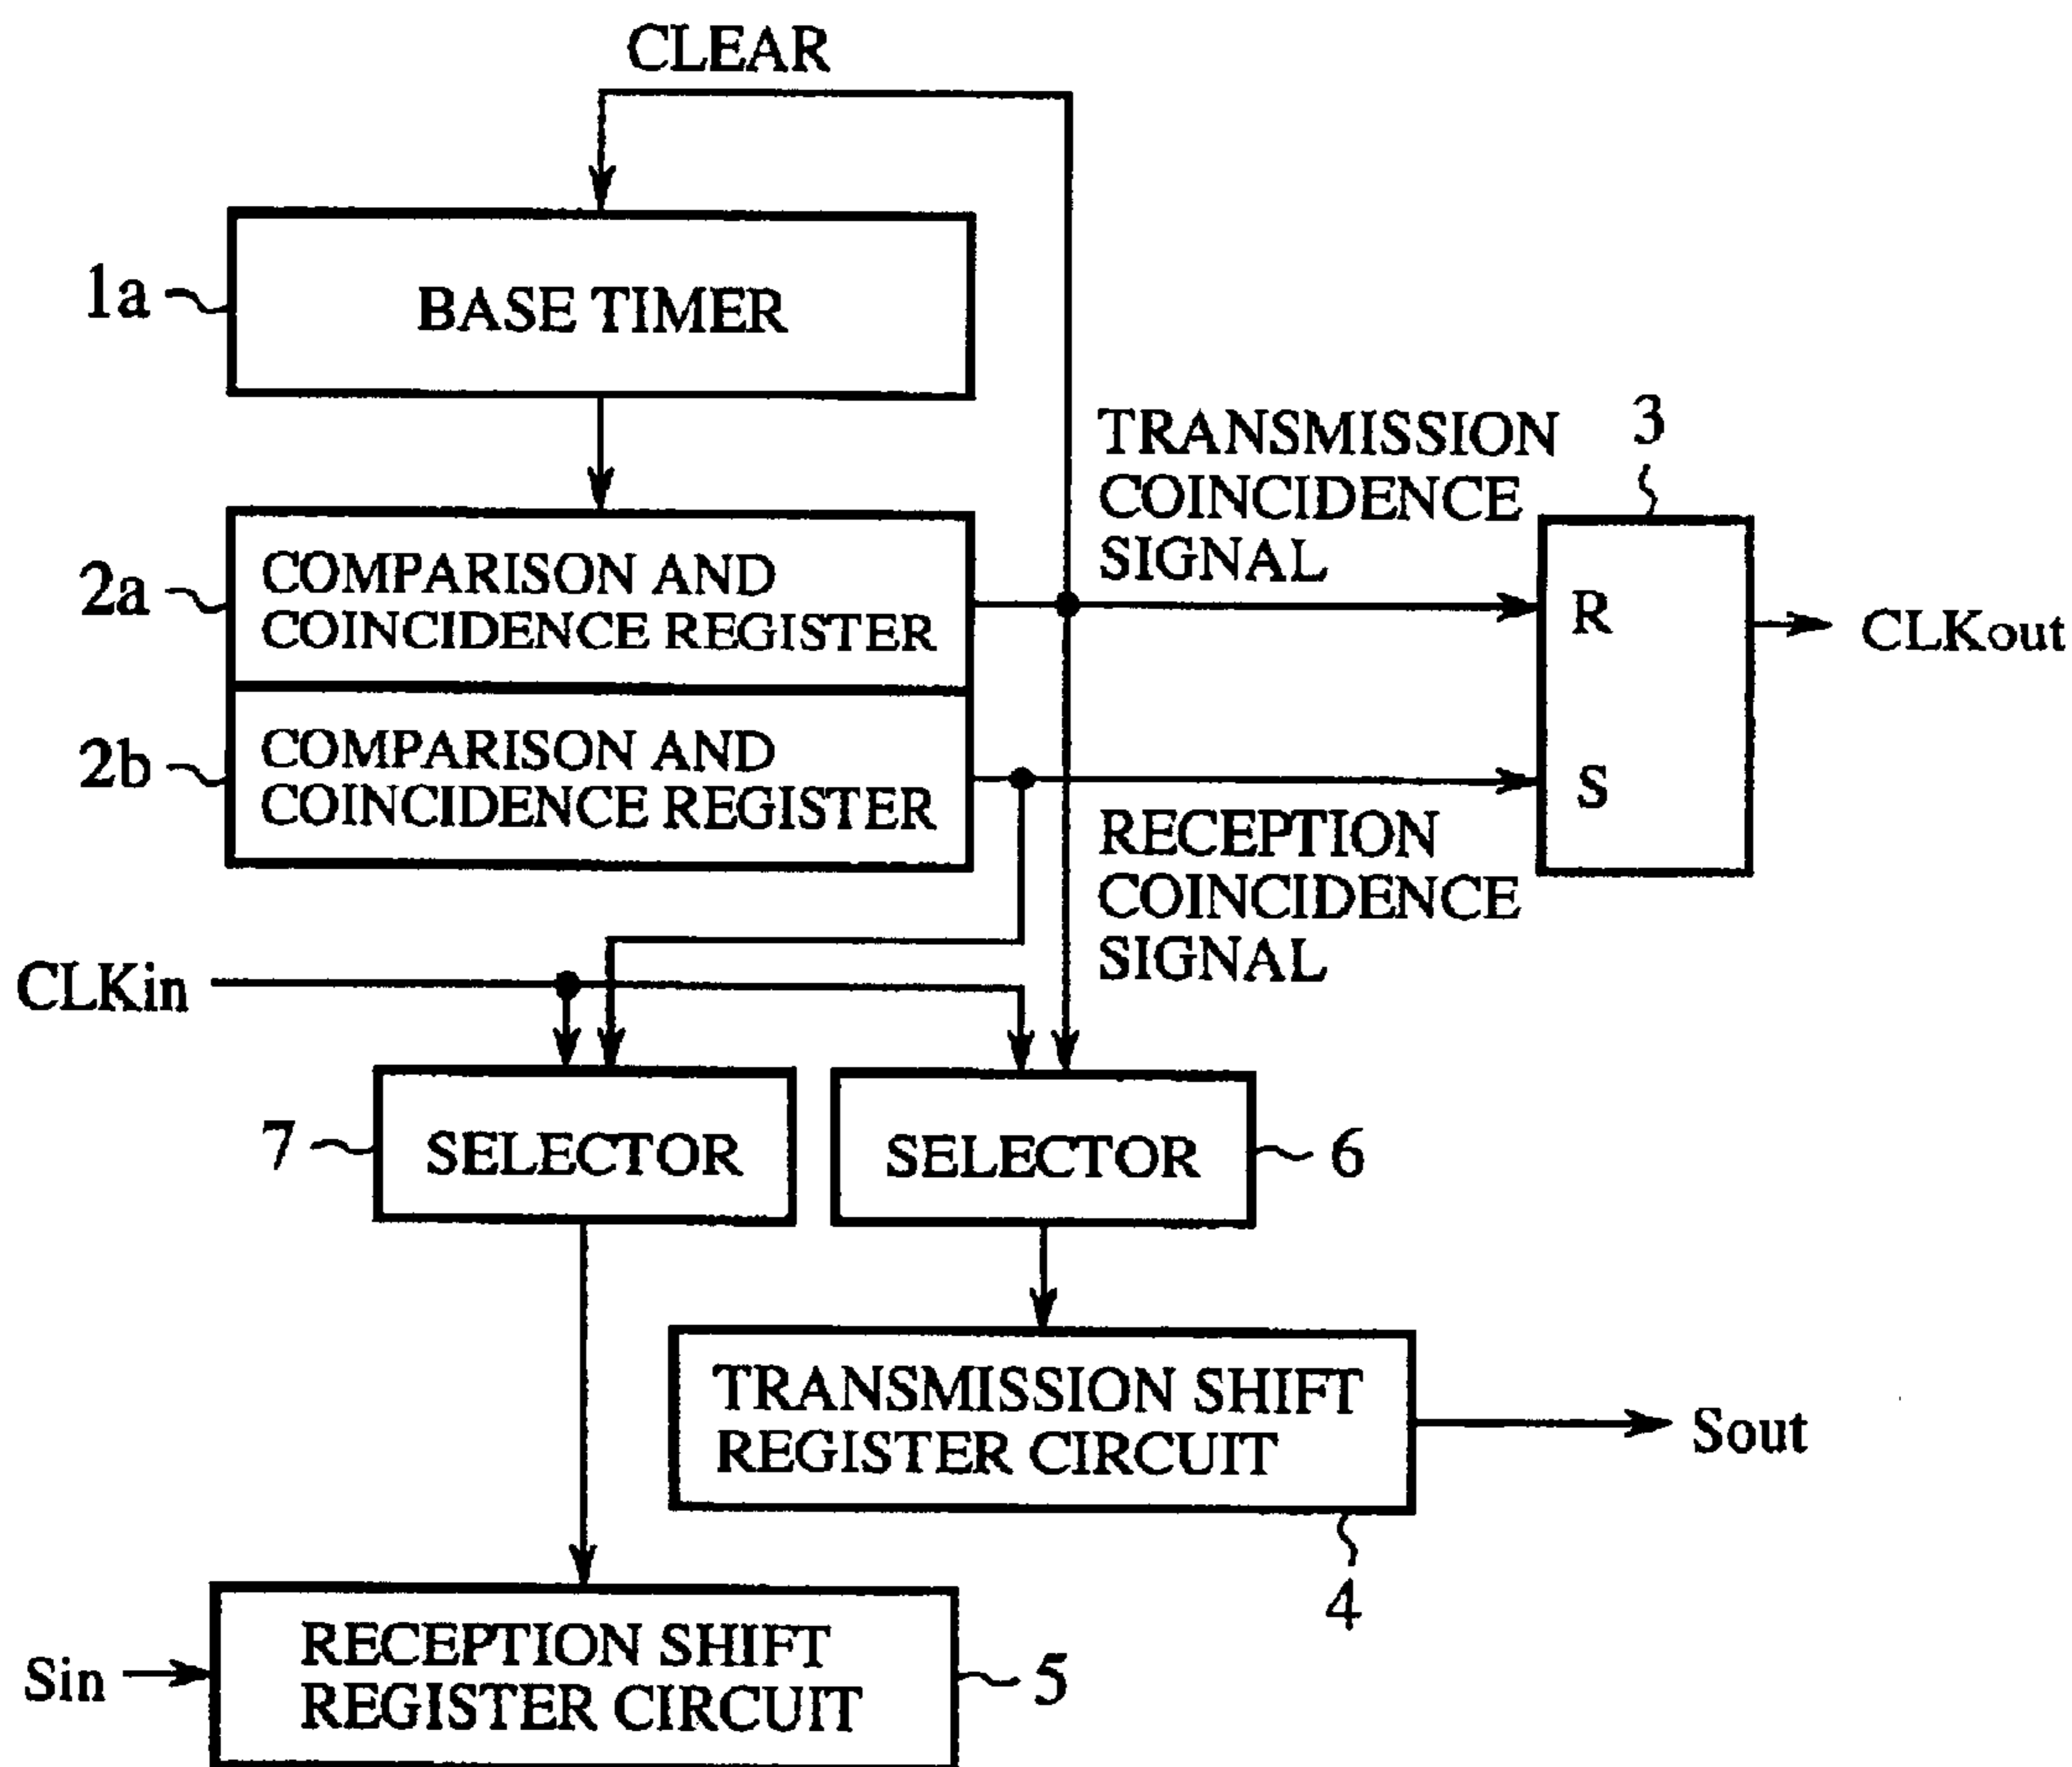 CLEAR
1a
BASE TIMER
TRANSMISSION
COINCIDENCE
SIGNAL
3
2a
COMPARISON AND
COINCIDENCE REGISTER
R
CLKout
2b
COMPARISON AND
COINCIDENCE REGISTER
S
RECEPTION
COINCIDENCE
SIGNAL
CLKin
7
SELECTOR
SELECTOR
6
TRANSMISSION SHIFT
REGISTER CIRCUIT
Sout
4
Sin
RECEPTION SHIFT
REGISTER CIRCUIT
5